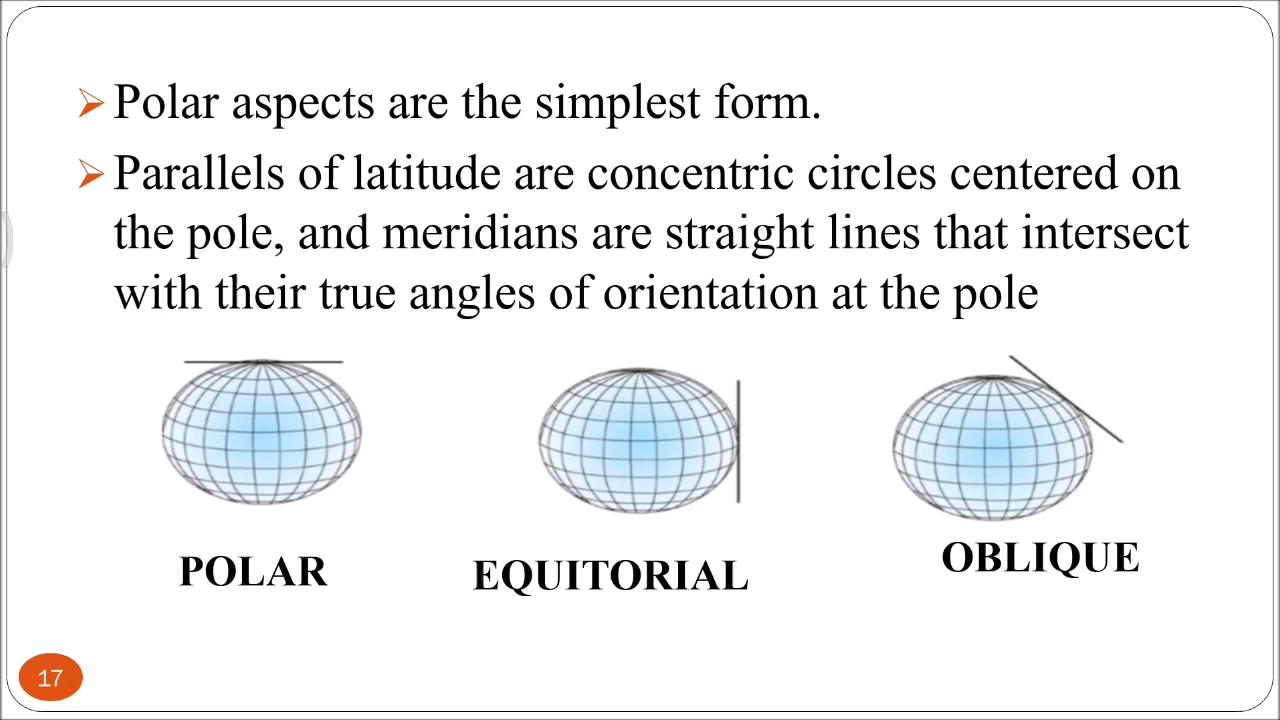 Polar aspects are the simplest form.
Parallels of latitude are concentric circles centered on
the pole, and meridians are straight lines that intersect
with their true angles of orientation at the pole
POLAR
EQUITORIAL
OBLIQUE
17